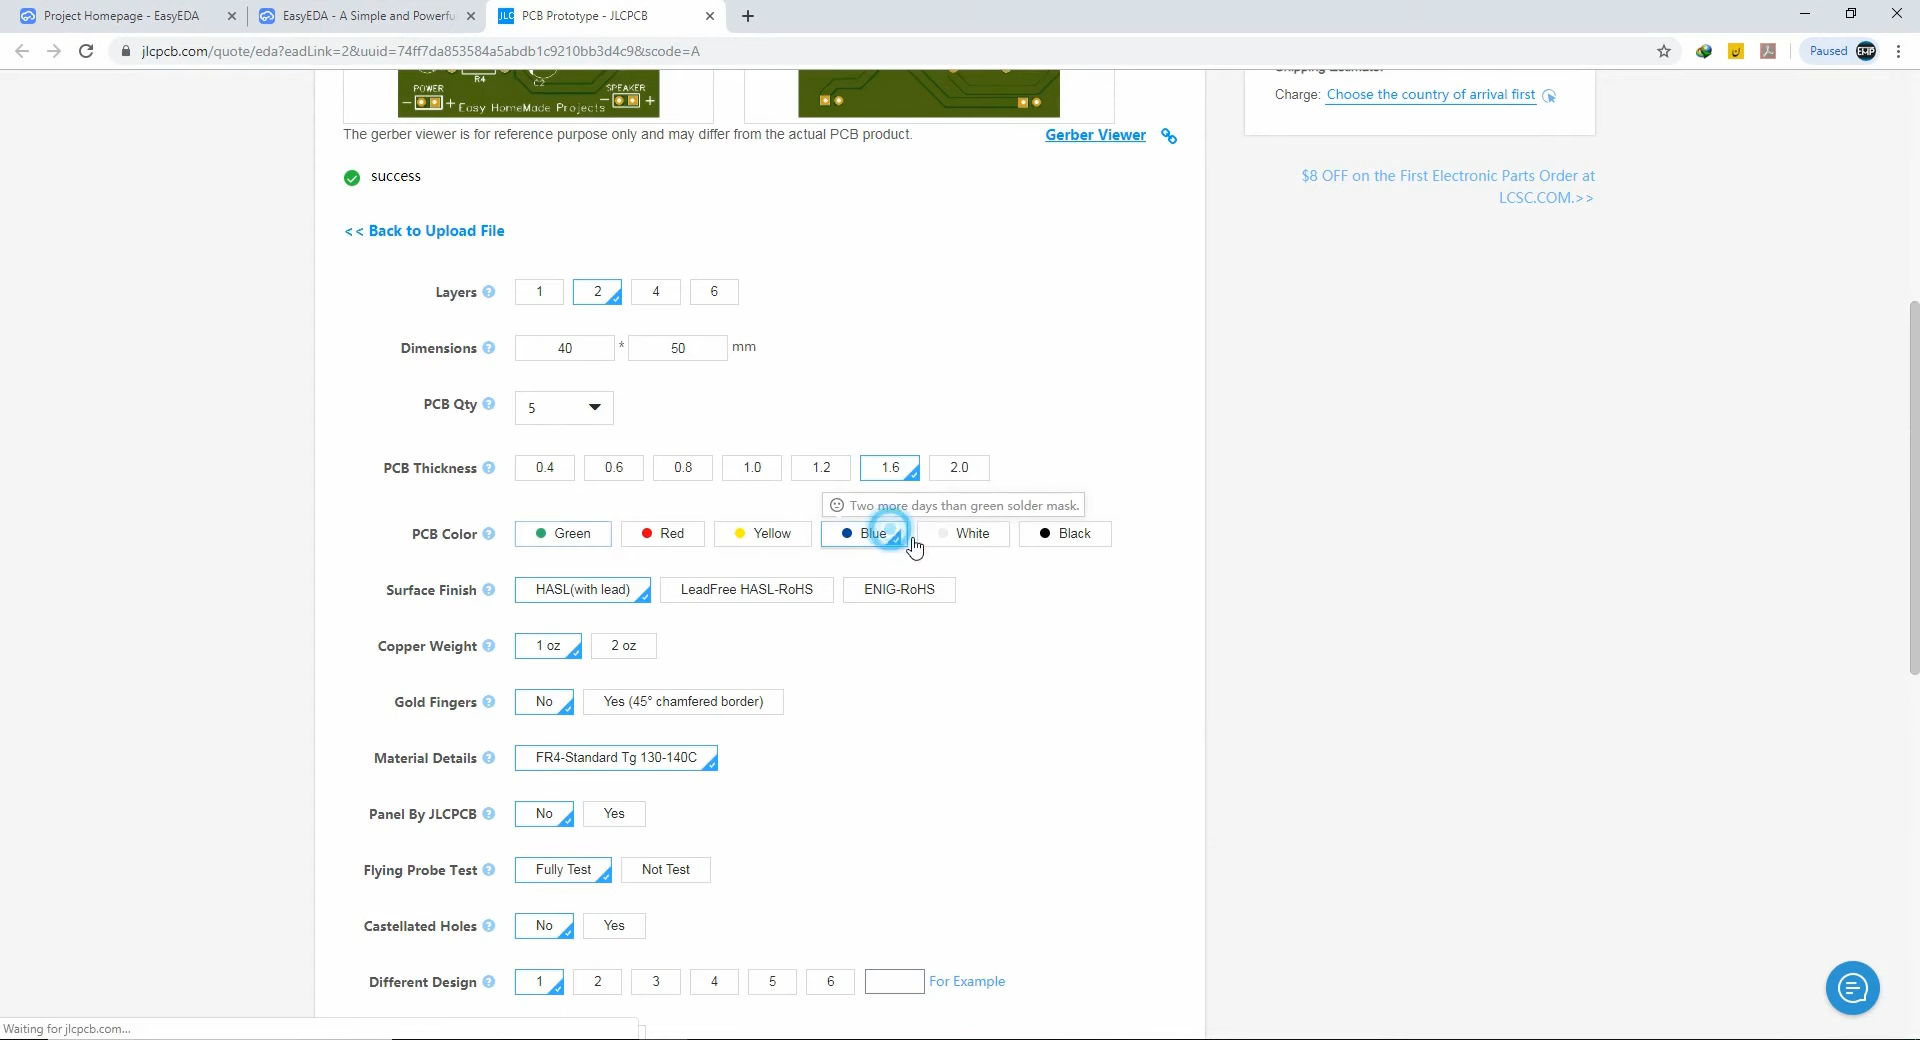 Project Homepage - EasyEDA
EasyEDA - A Simple and Powerfu
JLC PCB Prototype - JLCPCB
jlcpcb.com/quote/eda?eadLink=2&uuid=74ff7da853584a5abdb1c9210bb3d4c9&scode=A
Paused EHP
R4 C2
POWER SPEAKER
- + - +
Easy HomeMade Projects
Charge: Choose the country of arrival first
The gerber viewer is for reference purpose only and may differ from the actual PCB product.
Gerber Viewer
success
$8 OFF on the First Electronic Parts Order at
LCSC.COM.>>
<< Back to Upload File
Layers ? 1 2 4 6
Dimensions ? 40 * 50 mm
PCB Qty ? 5
PCB Thickness ? 0.4 0.6 0.8 1.0 1.2 1.6 2.0
Two more days than green solder mask.
PCB Color ? Green Red Yellow Blue White Black
Surface Finish ? HASL(with lead) LeadFree HASL-RoHS ENIG-RoHS
Copper Weight ? 1 oz 2 oz
Gold Fingers ? No Yes (45° chamfered border)
Material Details ? FR4-Standard Tg 130-140C
Panel By JLCPCB ? No Yes
Flying Probe Test ? Fully Test Not Test
Castellated Holes ? No Yes
Different Design ? 1 2 3 4 5 6 For Example
Waiting for jlcpcb.com...